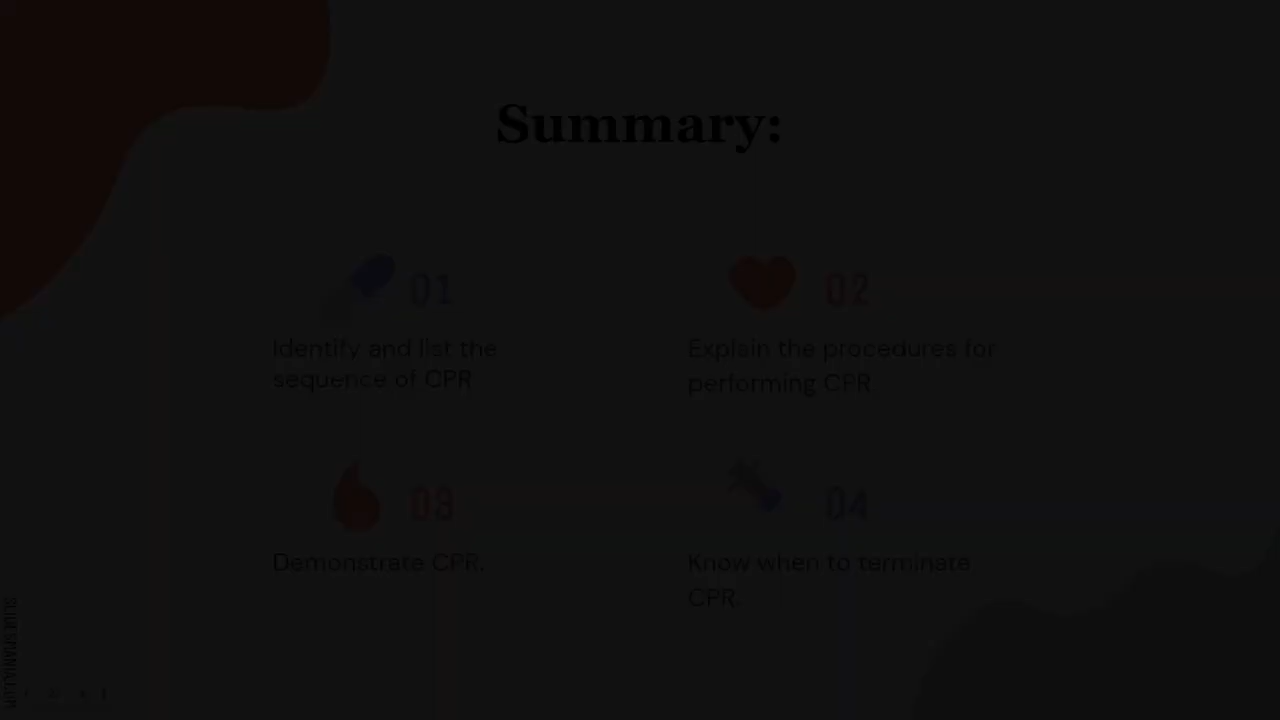 Summary:
01
Identify and list the
sequence of CPR
02
Explain the procedures for
performing CPR
03
Demonstrate CPR.
04
Know when to terminate
CPR.